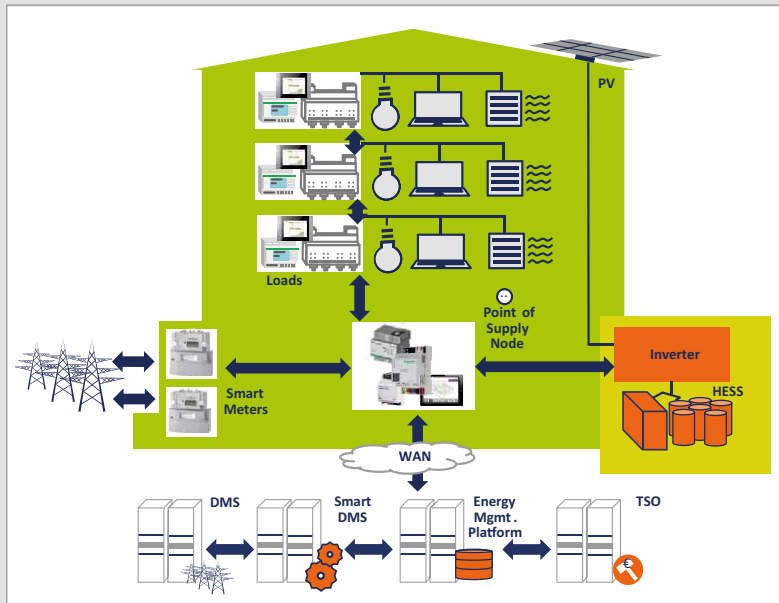 PV
Loads
Point of
Supply
Node
Inverter
Smart
Meters
HESS
WAN
DMS
Smart
DMS
Energy
Mgmt .
Platform
TSO
€